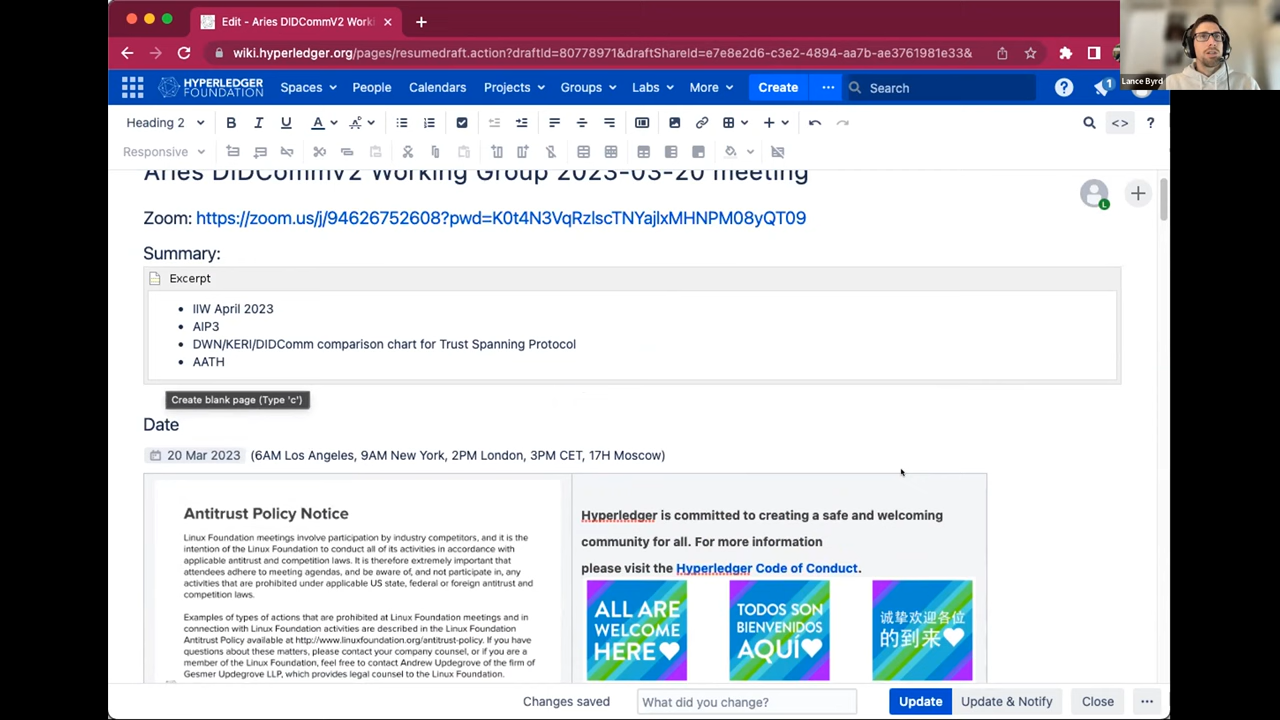 Edit - Aries DIDCommV2 Worki
wiki.hyperledger.org/pages/resumedraft.action?draftId=80778971&draftShareId=e7e8e2d6-c3e2-4894-aa7b-ae3761981e33&
Lance Byrd
HYPERLEDGER
FOUNDATION
Spaces People Calendars Projects Groups Labs More Create Search
1
Heading 2
Responsive
Aries DIDCommV2 Working Group 2023-03-20 meeting
Zoom: https://zoom.us/j/94626752608?pwd=K0t4N3VqRzlscTNYajlxMHNPM08yQT09
Summary:
Excerpt
• IIW April 2023
• AIP3
• DWN/KERI/DIDComm comparison chart for Trust Spanning Protocol
• AATH
Create blank page (Type 'c')
Date
20 Mar 2023 (6AM Los Angeles, 9AM New York, 2PM London, 3PM CET, 17H Moscow)
Antitrust Policy Notice
Linux Foundation meetings involve participation by industry competitors, and it is the
intention of the Linux Foundation to conduct all of its activities in accordance with
applicable antitrust and competition laws. It is therefore extremely important that
attendees adhere to meeting agendas, and be aware of, and not participate in, any
activities that are prohibited under applicable US state, federal or foreign antitrust and
competition laws.
Examples of types of actions that are prohibited at Linux Foundation meetings and in
connection with Linux Foundation activities are described in the Linux Foundation
Antitrust Policy available at http://www.linuxfoundation.org/antitrust-policy. If you have
questions about these matters, please contact your company counsel, or if you are a
member of the Linux Foundation, feel free to contact Andrew Updegrove of the firm of
Gesmer Updegrove LLP, which provides legal counsel to the Linux Foundation.
Hyperledger is committed to creating a safe and welcoming
community for all. For more information
please visit the Hyperledger Code of Conduct.
ALL ARE
WELCOME
HERE
TODOS SON
BIENVENIDOS
AQUÍ
诚挚欢迎各位
的到来
Changes saved
What did you change?
Update
Update & Notify
Close